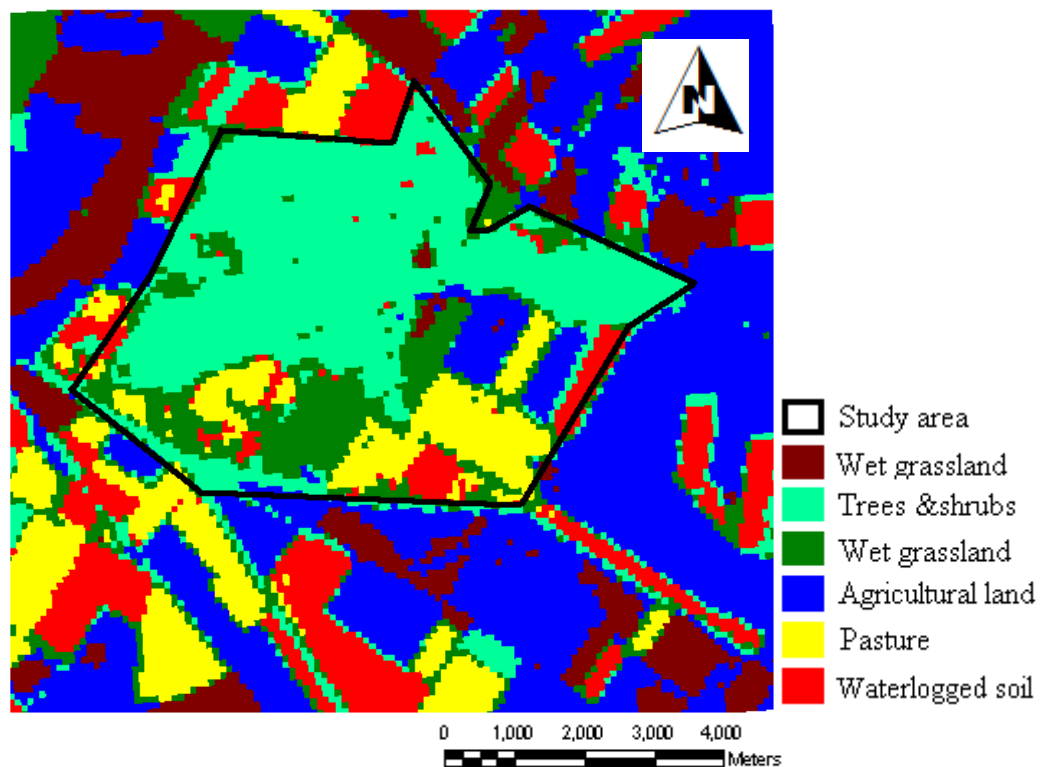 N
Study area
Wet grassland
Trees &shrubs
Wet grassland
Agricultural land
Pasture
Waterlogged soil
0 1,000 2,000 3,000 4,000
Meters